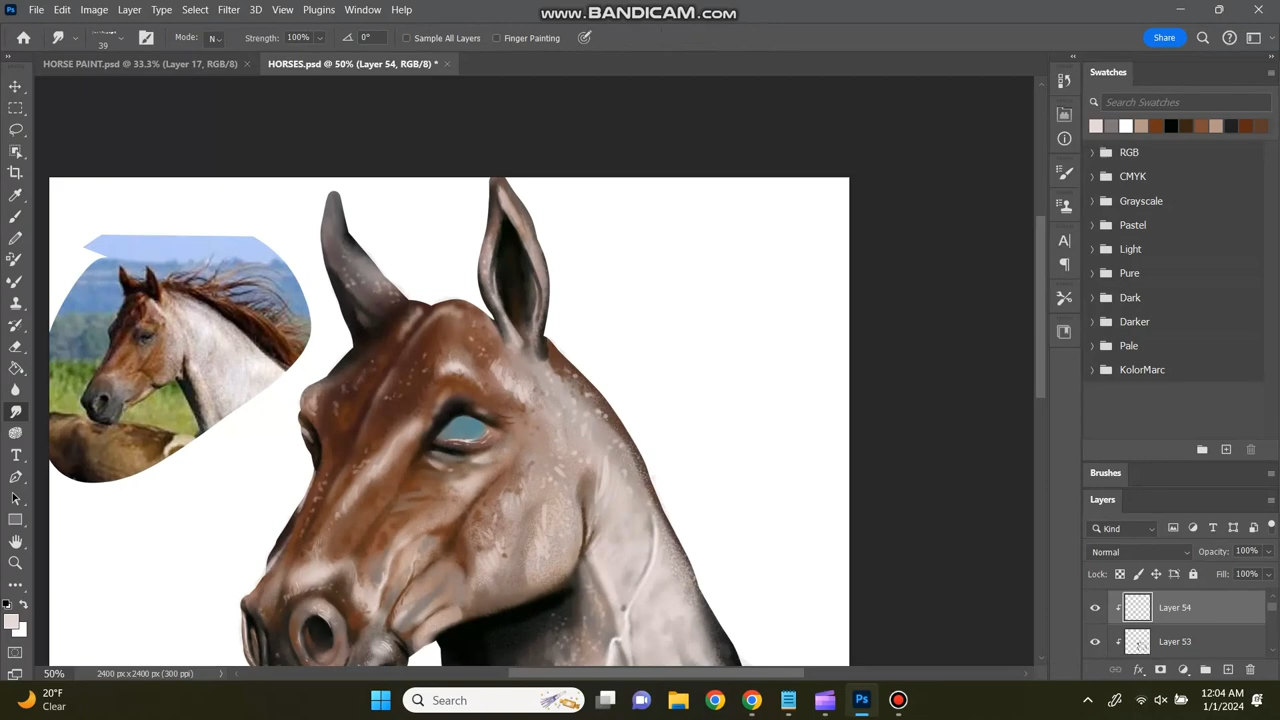 www.BANDICAM.com
Ps File Edit Image Layer Type Select Filter 3D View Plugins Window Help
39 Mode: N Strength: 100% 0° Sample All Layers Finger Painting Share
HORSE PAINT.psd @ 33.3% (Layer 17, RGB/8) × HORSES.psd @ 50% (Layer 54, RGB/8) * ×
Swatches
Search Swatches
RGB
CMYK
Grayscale
Pastel
Light
Pure
Dark
Darker
Pale
KolorMarc
Brushes
Layers
Kind
Normal Opacity: 100%
Lock: Fill: 100%
Layer 54
Layer 53
50% 2400 px x 2400 px (300 ppi)
20°F
Clear
Search
Ps
12:04 AM
1/1/2024